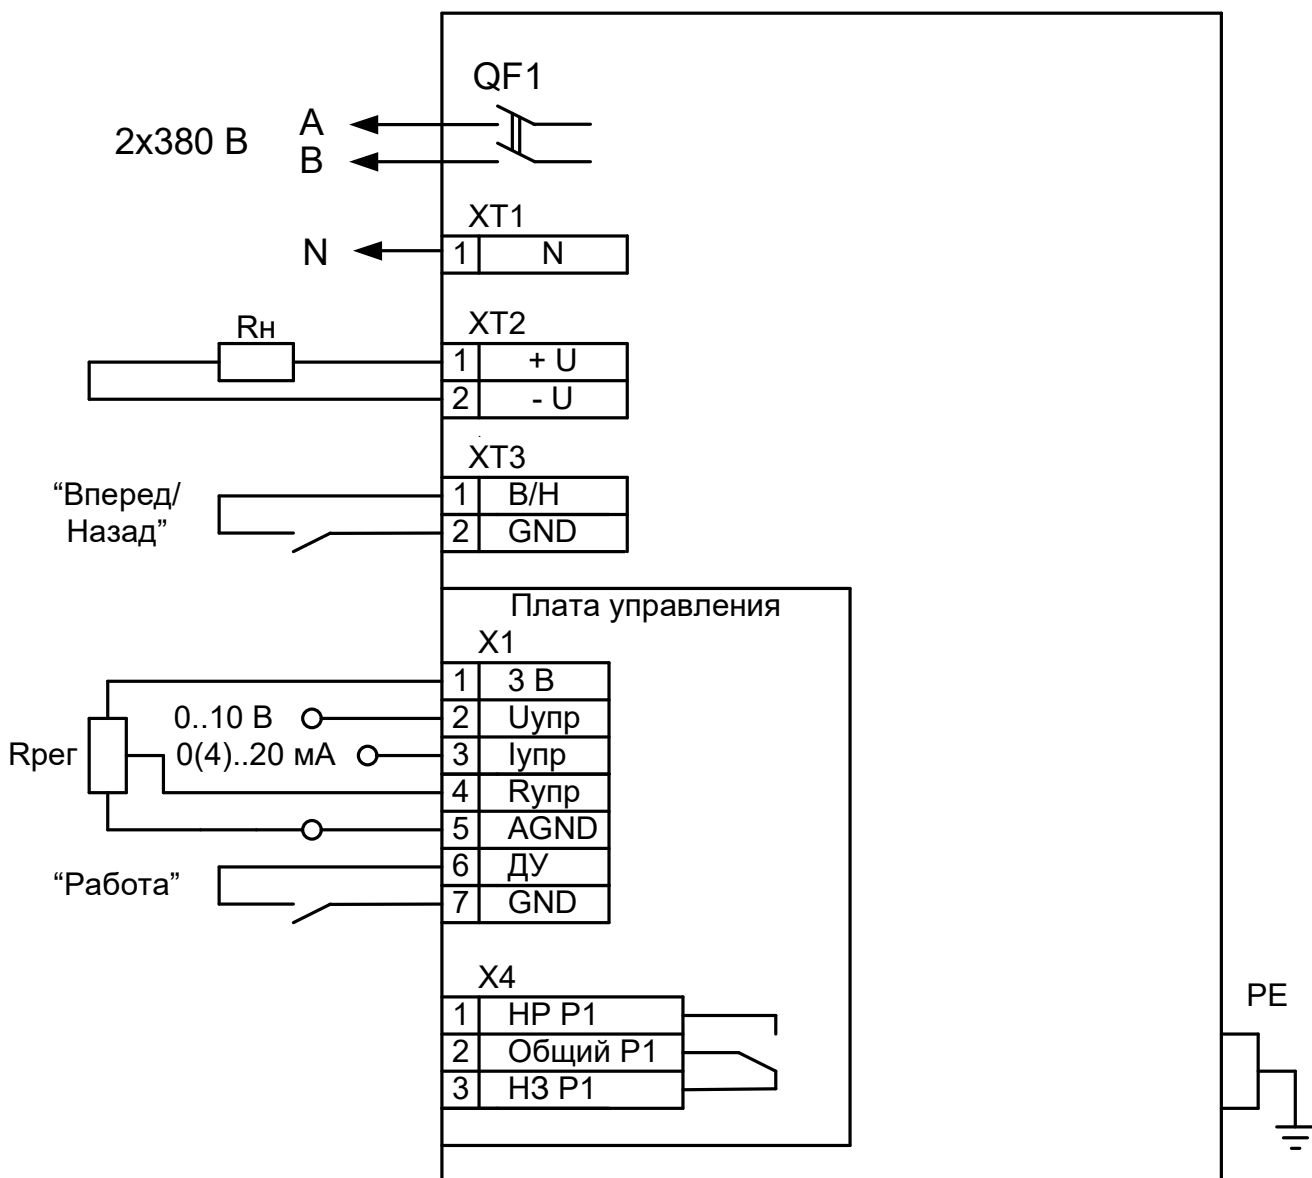 QF1
2x380 В
A
B
XT1
N
1 N
Rн
XT2
1 + U
2 - U
XT3
“Вперед/
Назад”
1 В/Н
2 GND
Плата управления
X1
1 3 В
0..10 В
2 Uупр
Rрег
0(4)..20 мА
3 Iупр
4 Rупр
5 AGND
“Работа”
6 ДУ
7 GND
X4
1 НР Р1
2 Общий Р1
3 НЗ Р1
PE